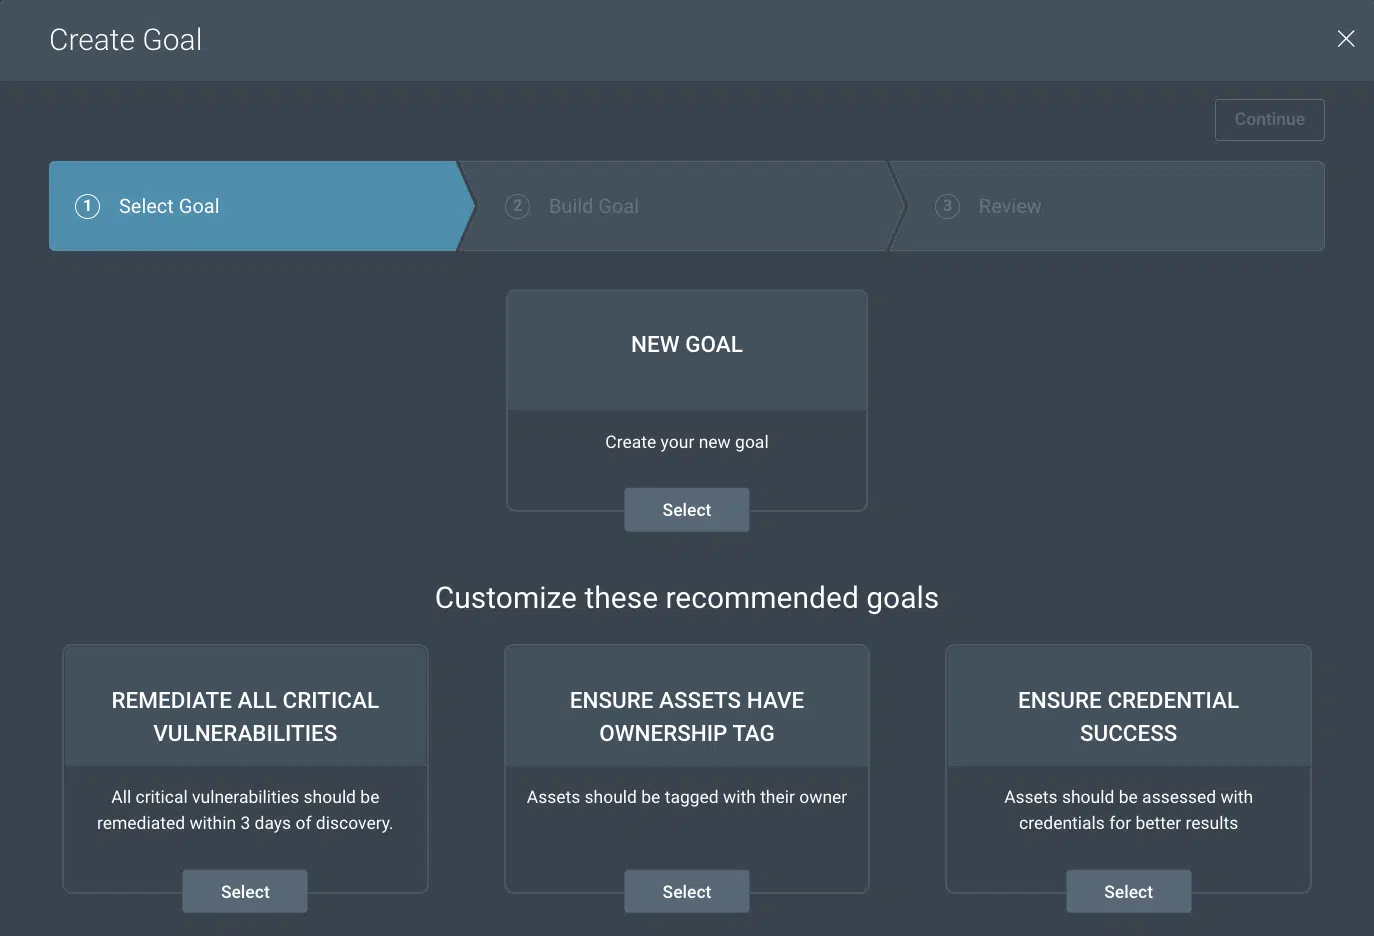 Create Goal
Continue
1 Select Goal
2 Build Goal
3 Review
NEW GOAL
Create your new goal
Select
Customize these recommended goals
REMEDIATE ALL CRITICAL
VULNERABILITIES
All critical vulnerabilities should be
remediated within 3 days of discovery.
Select
ENSURE ASSETS HAVE
OWNERSHIP TAG
Assets should be tagged with their owner
Select
ENSURE CREDENTIAL
SUCCESS
Assets should be assessed with
credentials for better results
Select